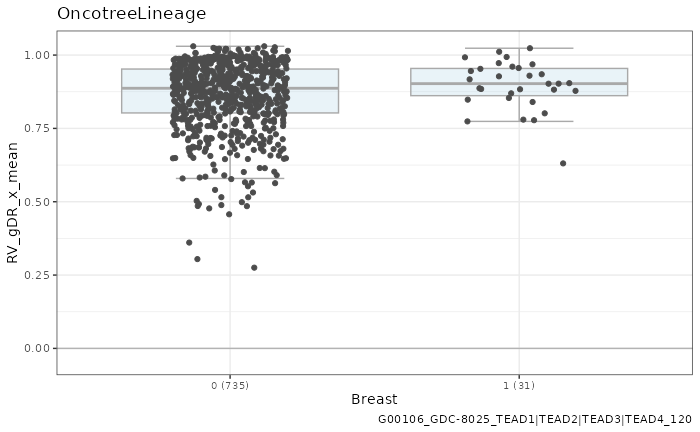 OncotreeLineage
RV_gDR_x_mean
1.00
0.75
0.50
0.25
0.00
0 (735)
1 (31)
Breast
G00106_GDC-8025_TEAD1|TEAD2|TEAD3|TEAD4_120